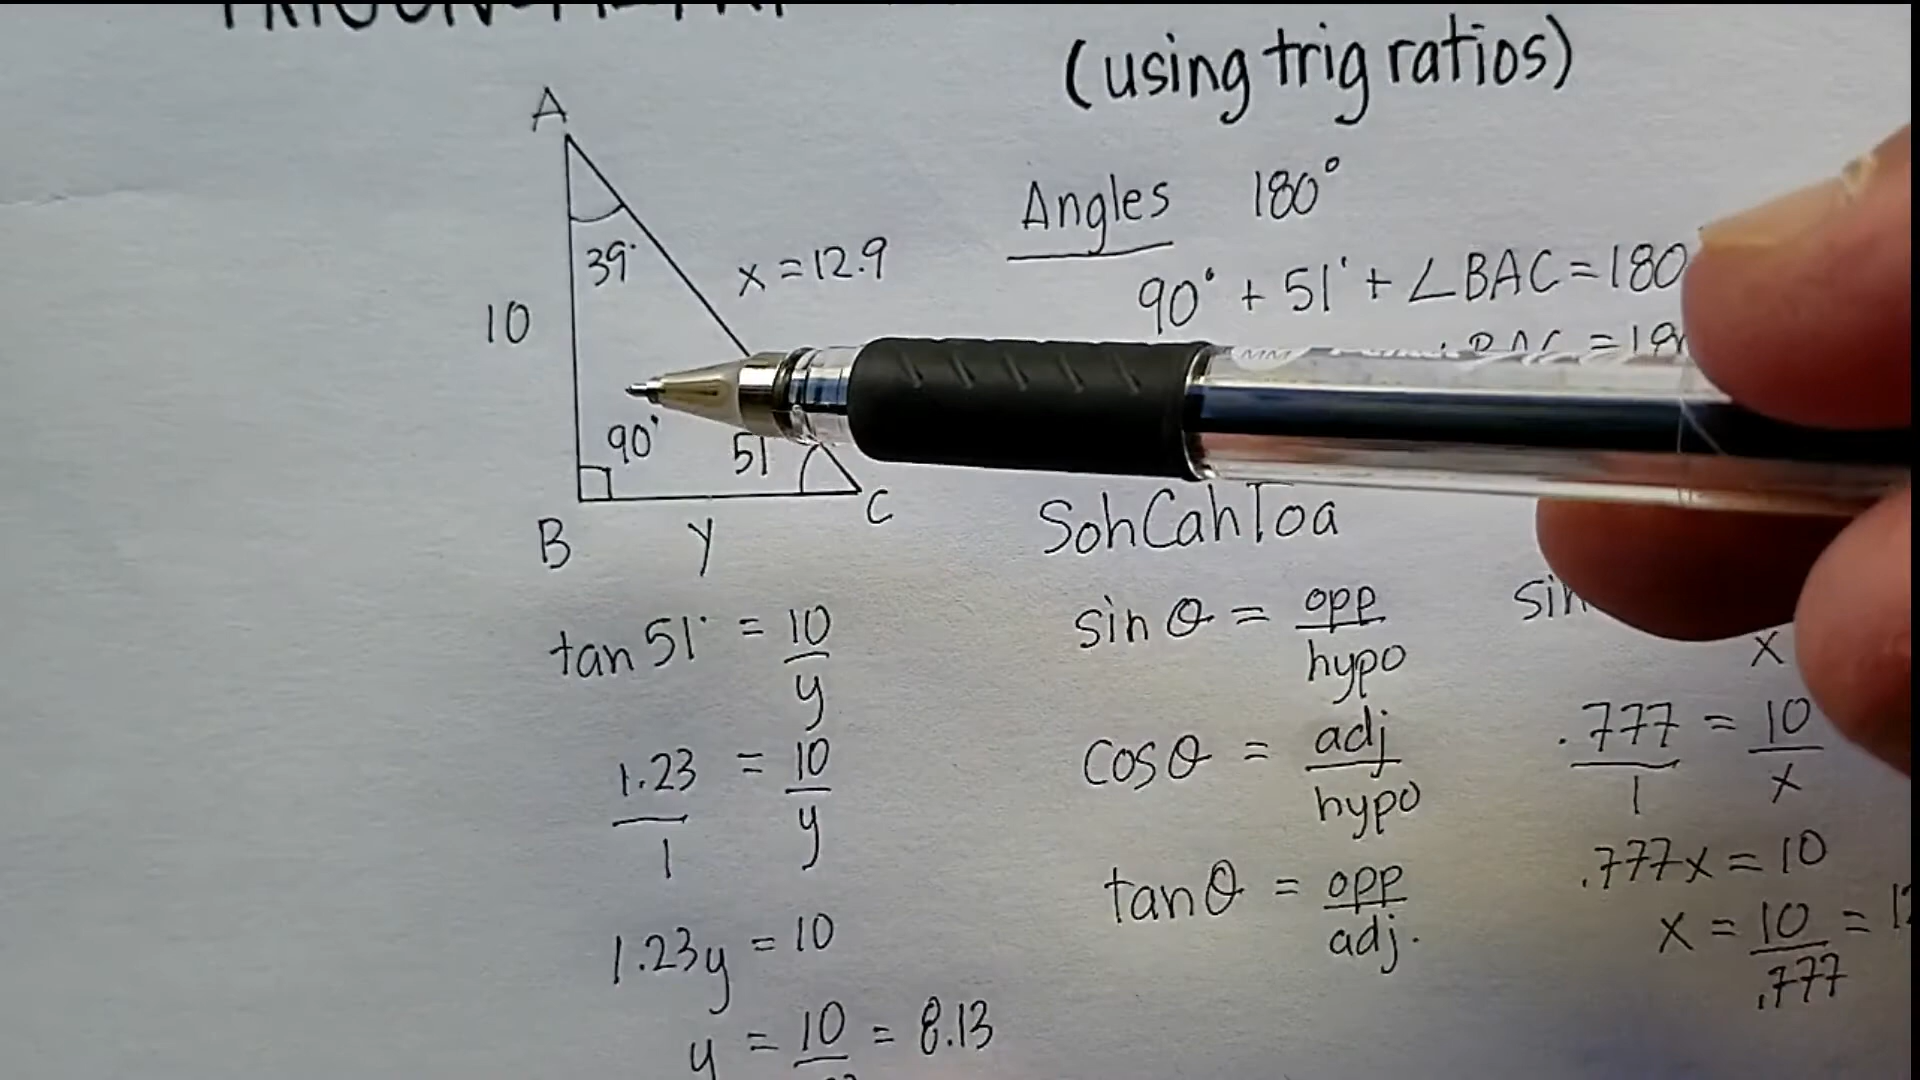 (using trig ratios)
A
Angles 180°
39°
x = 12.9
90° + 51° + ∠BAC = 180
10
90°
51
B
y
C
SohCahToa
tan 51° = 10
y
1.23 = 10
1 y
1.23y = 10
y = 10 = 8.13
sin θ = opp
hypo
cos θ = adj
hypo
tan θ = opp
adj.
sin
x
.777 = 10
1 x
.777x = 10
x = 10 =
.777